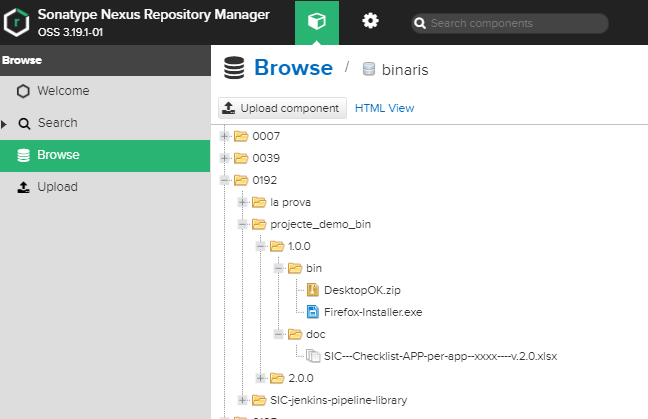 Sonatype Nexus Repository Manager
OSS 3.19.1-01
Search components
Browse
Welcome
Search
Browse
Upload
Browse / binaris
Upload component HTML View
0007
0039
0192
la prova
projecte_demo_bin
1.0.0
bin
DesktopOK.zip
Firefox-Installer.exe
doc
SIC---Checklist-APP-per-app--xxxx----v.2.0.xlsx
2.0.0
SIC-jenkins-pipeline-library